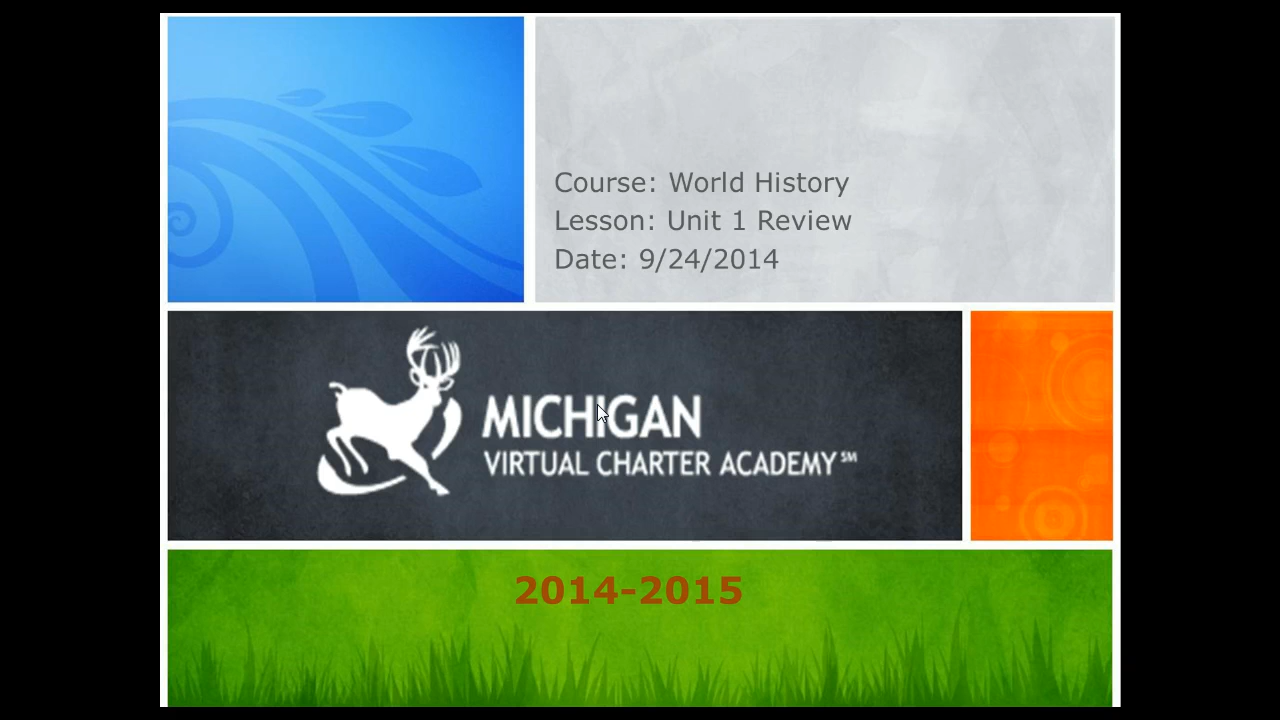 Course: World History
Lesson: Unit 1 Review
Date: 9/24/2014
MICHIGAN
VIRTUAL CHARTER ACADEMY℠
2014-2015